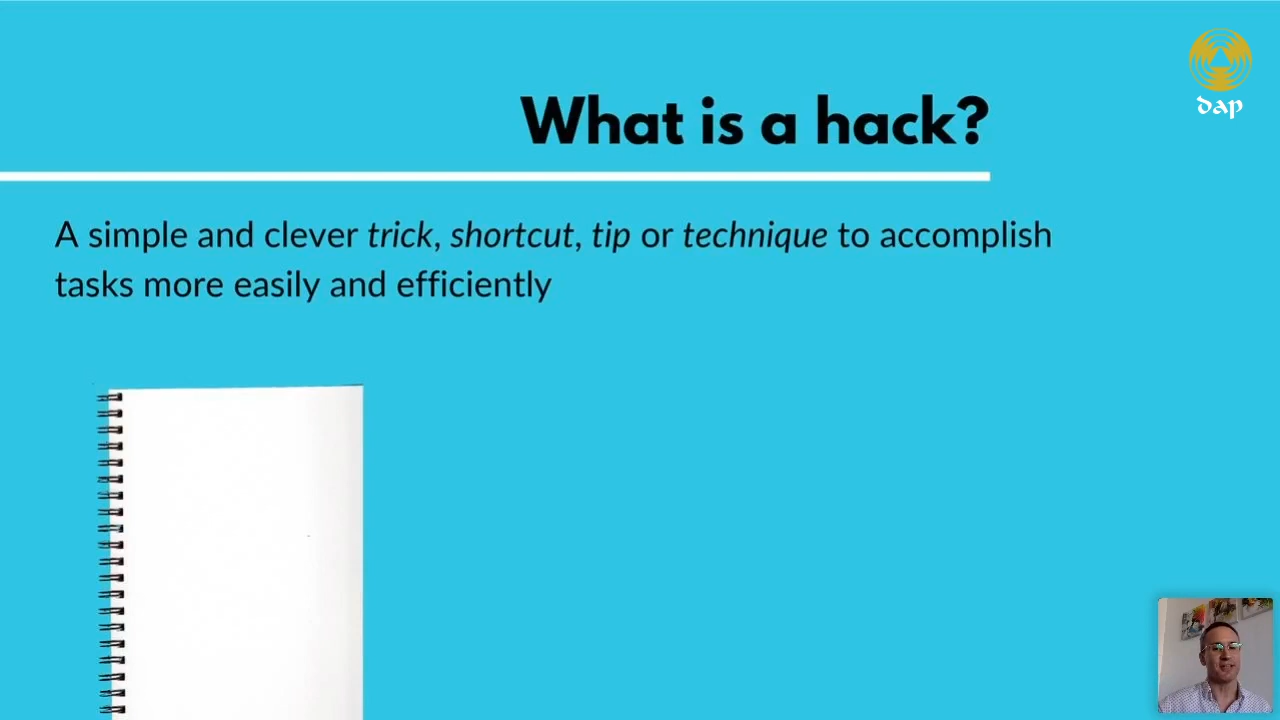 dap
What is a hack?
A simple and clever trick, shortcut, tip or technique to accomplish
tasks more easily and efficiently